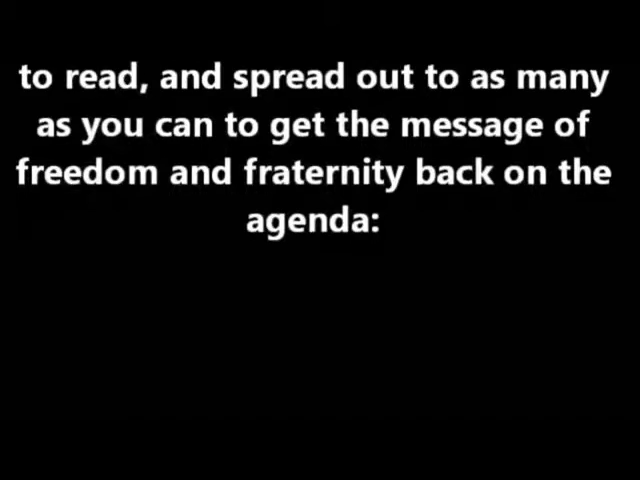 to read, and spread out to as many
as you can to get the message of
freedom and fraternity back on the
agenda: